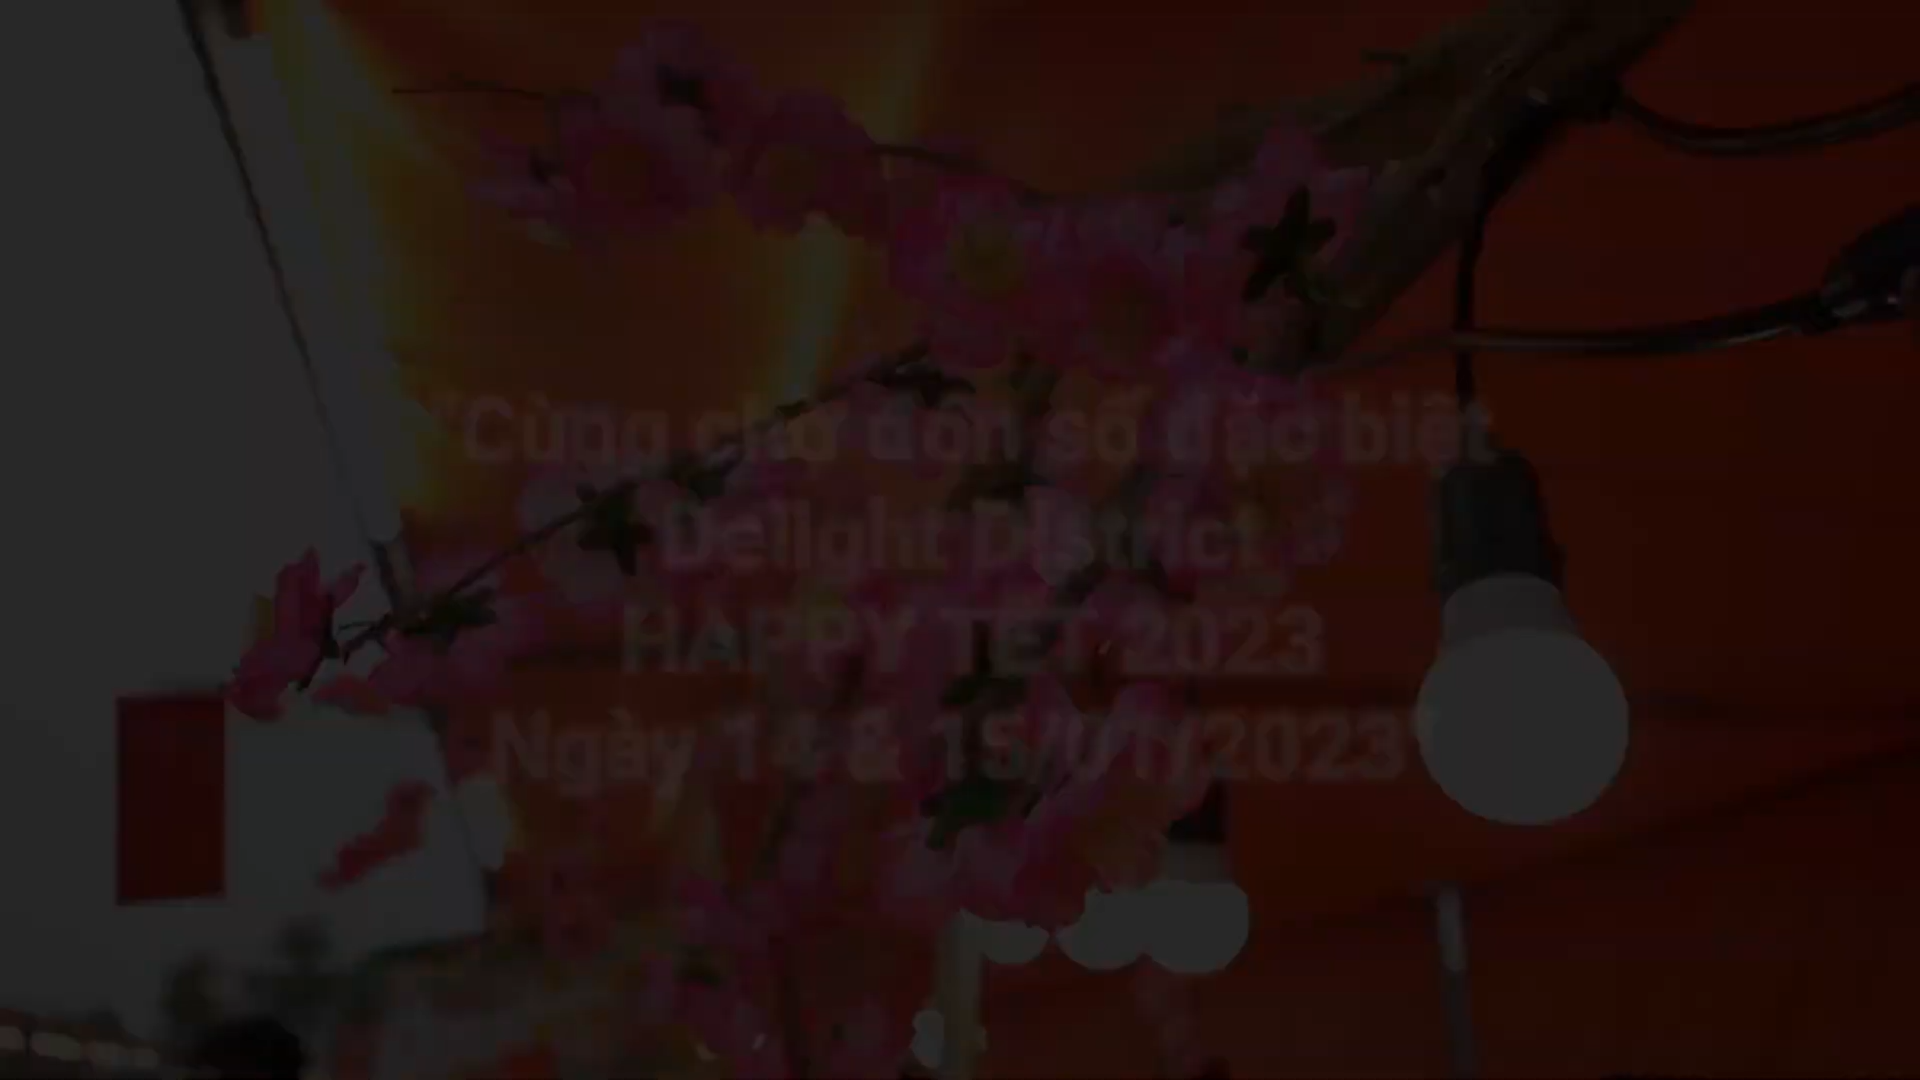 "Cùng chờ đón số đặc biệt
Delight District
HAPPY TET 2023
Ngày 14 & 15/01/2023"